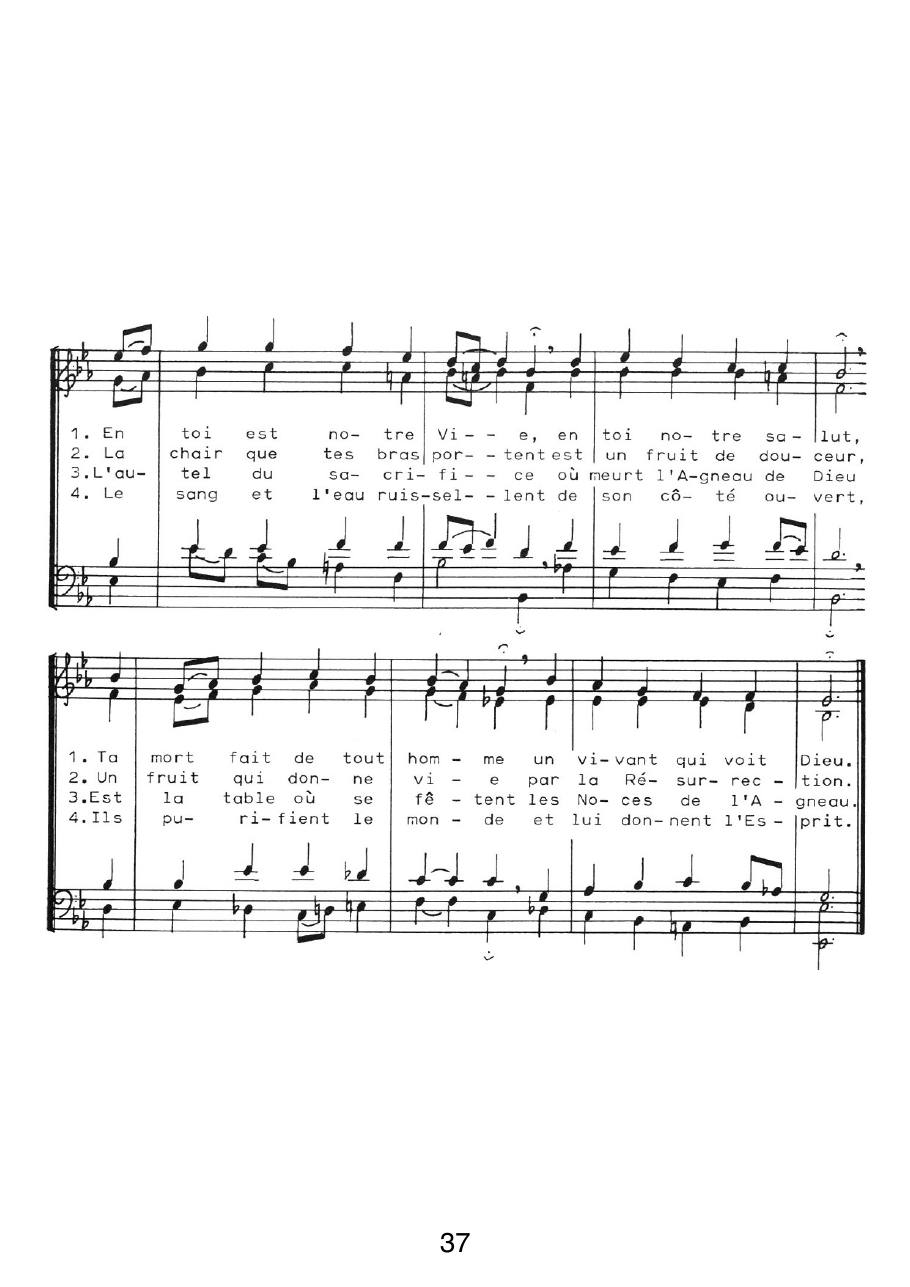 1. En toi est no- tre Vi- - e, en toi no- tre sa- lut,
2. La chair que tes bras por- - tent est un fruit de dou- ceur,
3.L'au- tel du sa- cri- fi- - ce où meurt l'A-gneau de Dieu
4. Le sang et l'eau ruis-sel- - lent de son cô- té ou- vert,
1. Ta mort fait de tout hom- - me un vi-vant qui voit Dieu.
2. Un fruit qui don- ne vi- - e par la Ré- sur- rec - tion.
3.Est la table où se fê - tent les No-ces de l'A - gneau.
4.Ils pu- ri-fient le mon - de et lui don-nent l'Es- prit.
37